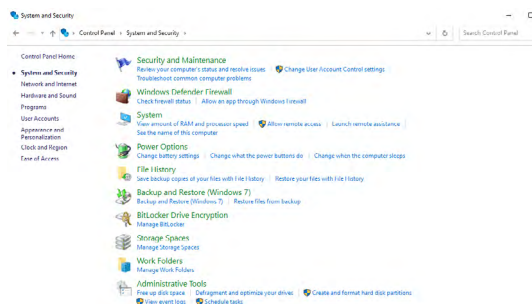 System and Security
Control Panel > System and Security >
Search Control Panel
Control Panel Home
System and Security
Network and Internet
Hardware and Sound
Programs
User Accounts
Appearance and
Personalization
Clock and Region
Ease of Access
Security and Maintenance
Review your computer's status and resolve issues | Change User Account Control settings
Troubleshoot common computer problems
Windows Defender Firewall
Check firewall status | Allow an app through Windows Firewall
System
View amount of RAM and processor speed | Allow remote access | Launch remote assistance |
See the name of this computer
Power Options
Change battery settings | Change what the power buttons do | Change when the computer sleeps
File History
Save backup copies of your files with File History | Restore your files with File History
Backup and Restore (Windows 7)
Backup and Restore (Windows 7) | Restore files from backup
BitLocker Drive Encryption
Manage BitLocker
Storage Spaces
Manage Storage Spaces
Work Folders
Manage Work Folders
Administrative Tools
Free up disk space | Defragment and optimize your drives | Create and format hard disk partitions
View event logs | Schedule tasks